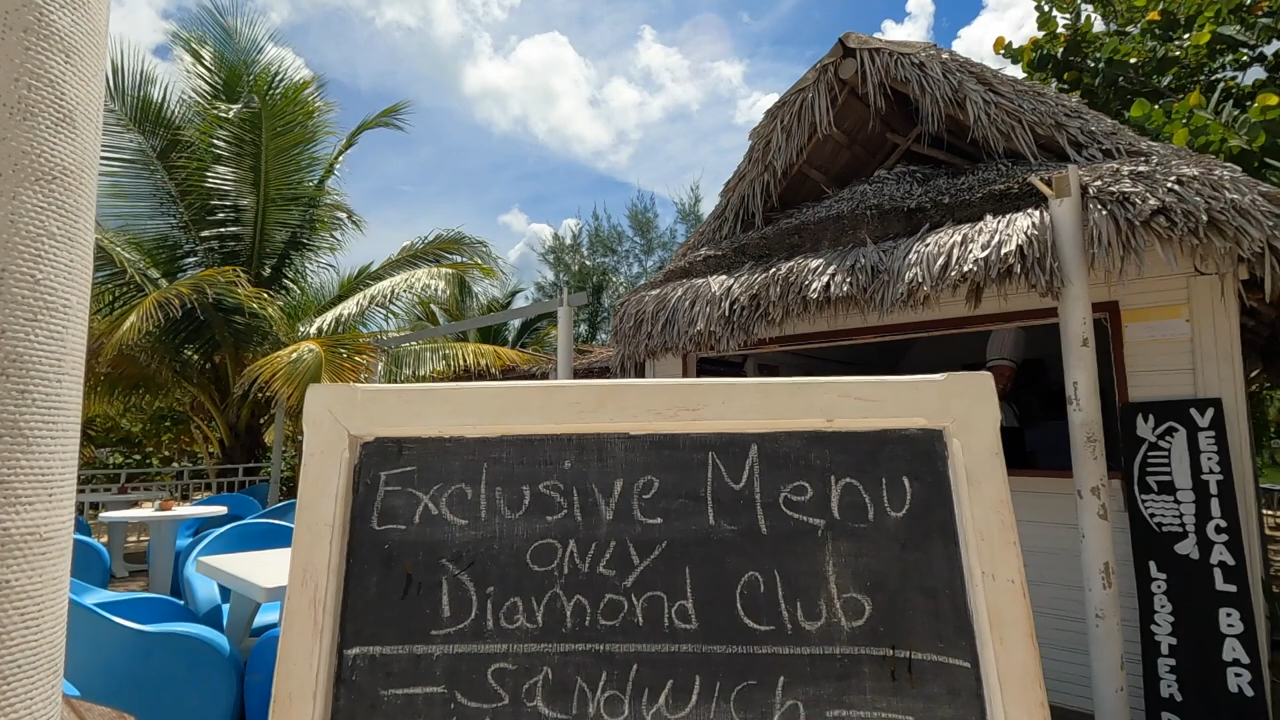 Exclusive Menu
ONLY
Diamond Club
- Sandwich -
VERTICAL BAR
LOBSTER